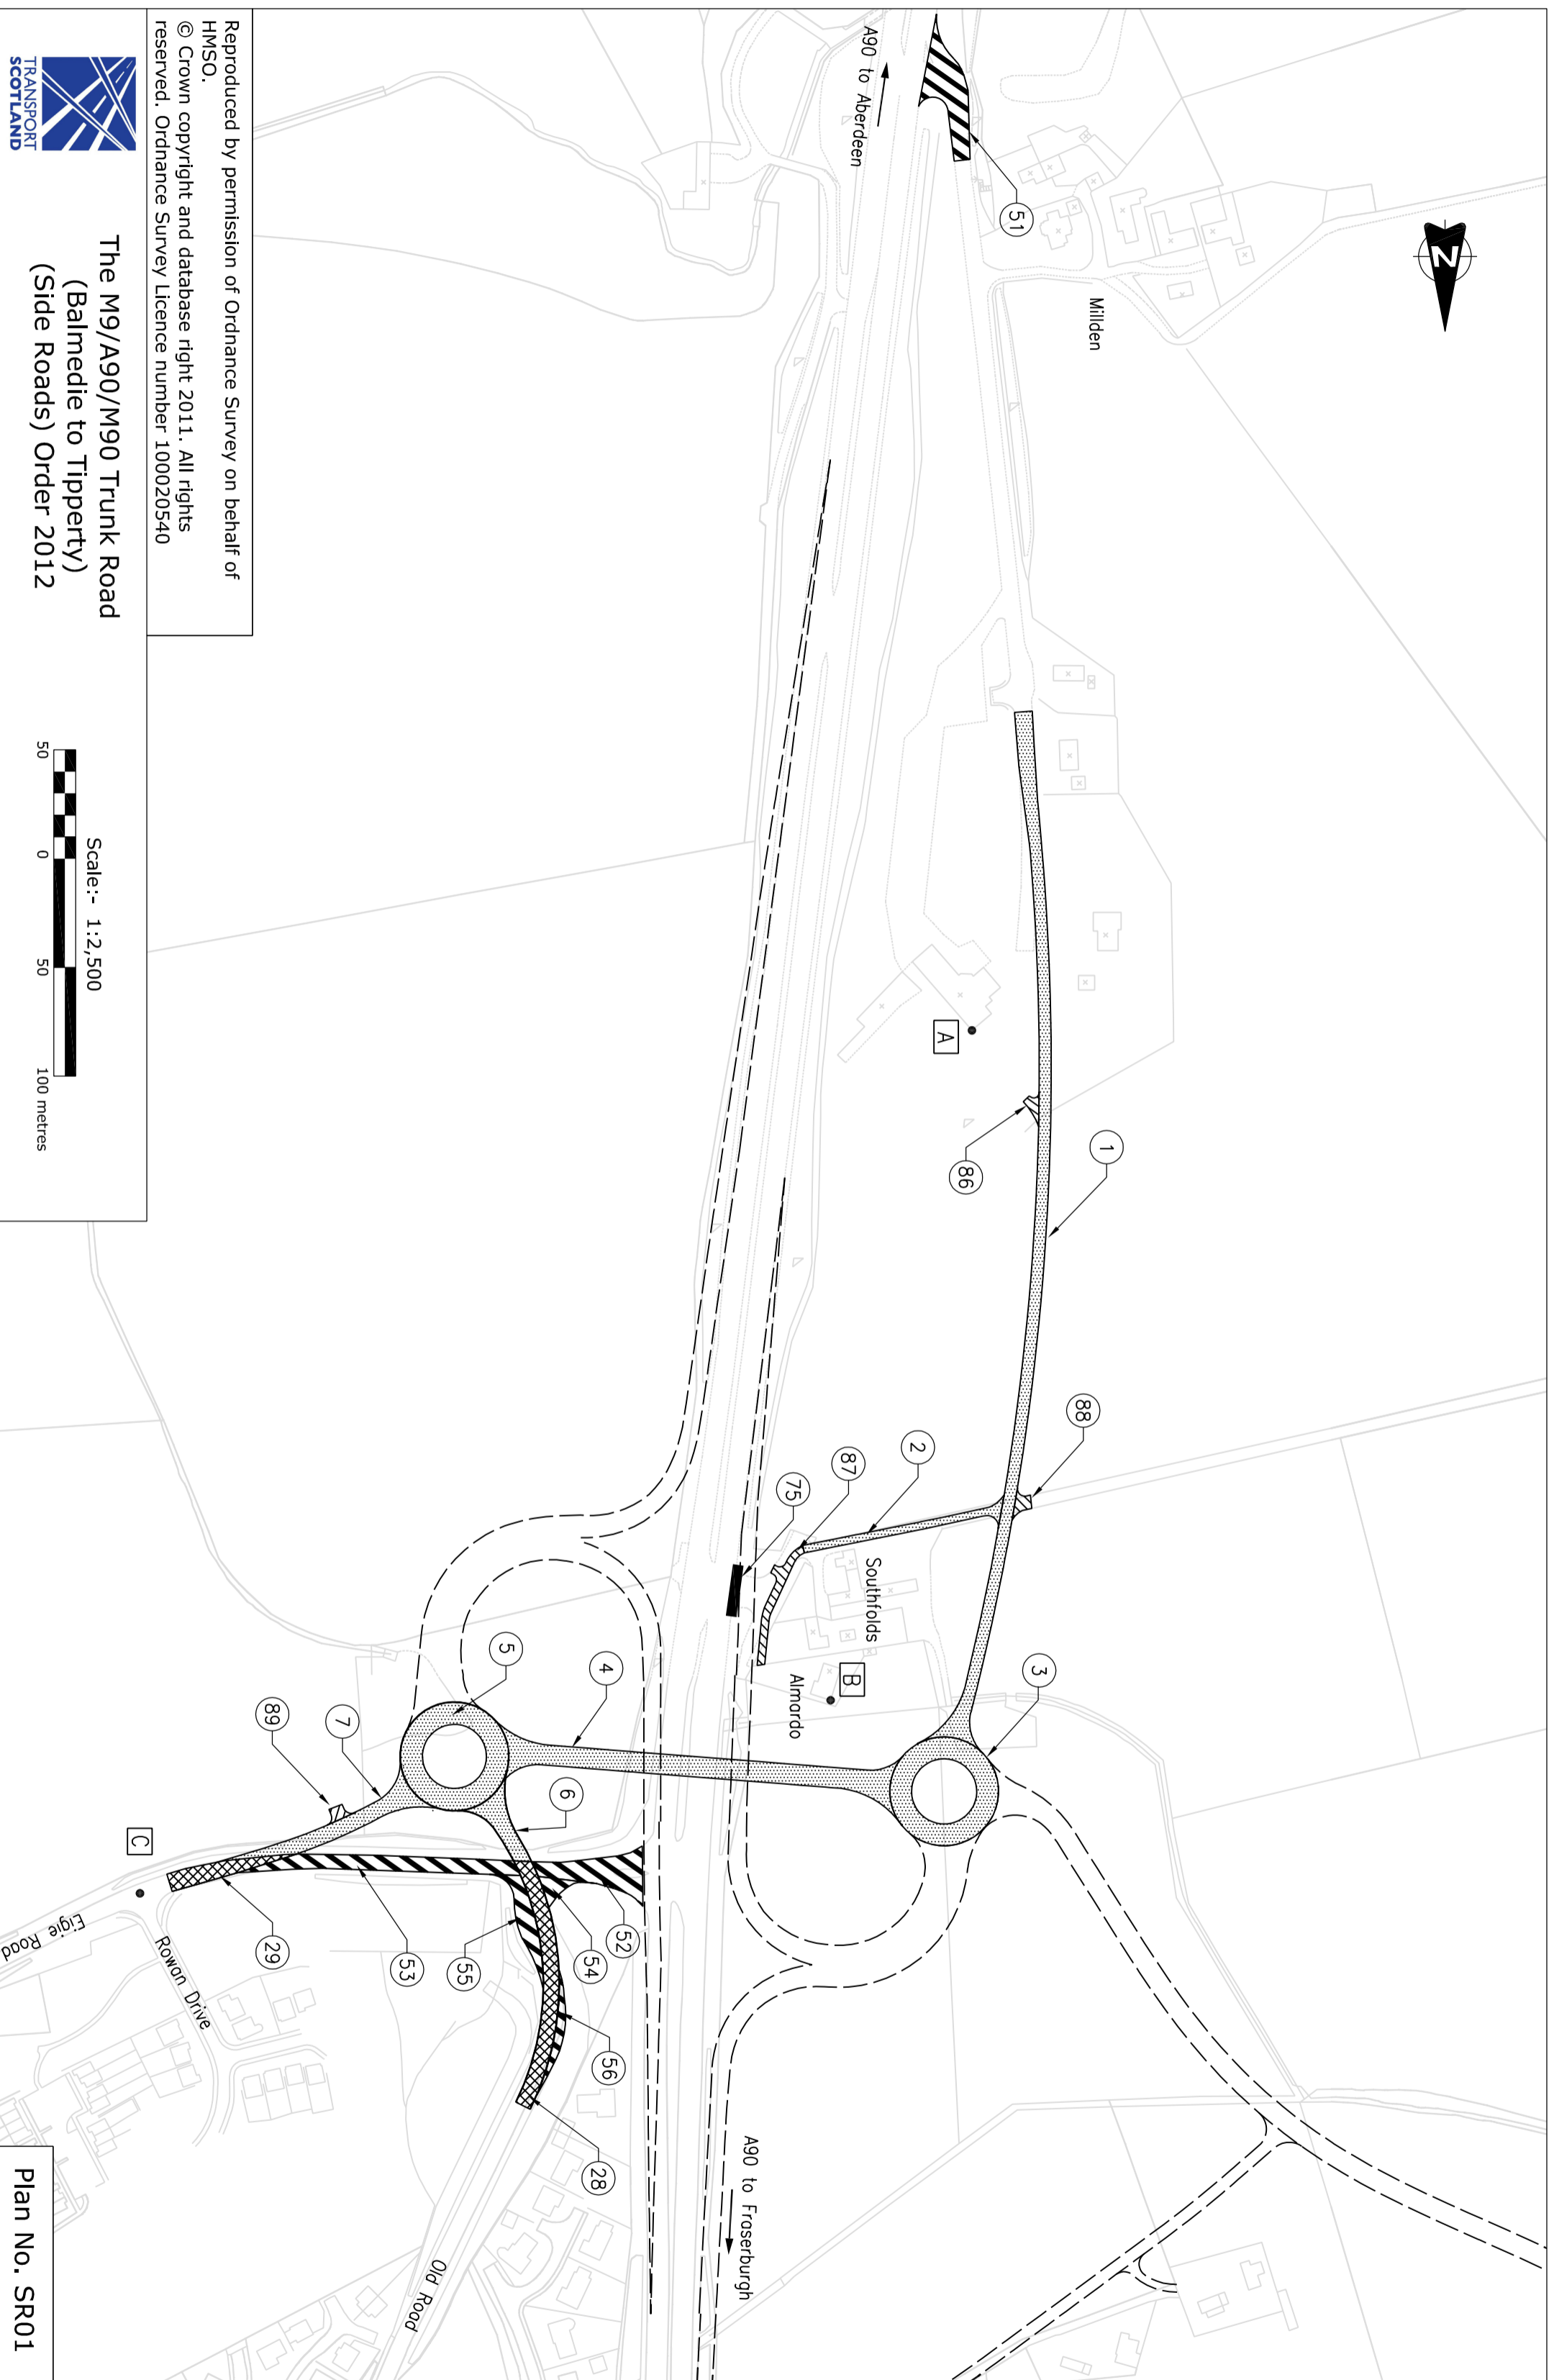 Millden
A90 to Aberdeen
51
1
86
A
88
2
87
75
Southfolds
B
Almardo
3
4
5
6
7
89
C
29
53
55
54
52
56
28
Eigie Road
Rowan Drive
Old Road
A90 to Fraserburgh
N
Reproduced by permission of Ordnance Survey on behalf of
HMSO.
© Crown copyright and database right 2011. All rights
reserved. Ordnance Survey Licence number 100020540
TRANSPORT
SCOTLAND
The M9/A90/M90 Trunk Road
(Balmedie to Tipperty)
(Side Roads) Order 2012
Scale:- 1:2,500
50 0 50 100 metres
Plan No. SR01